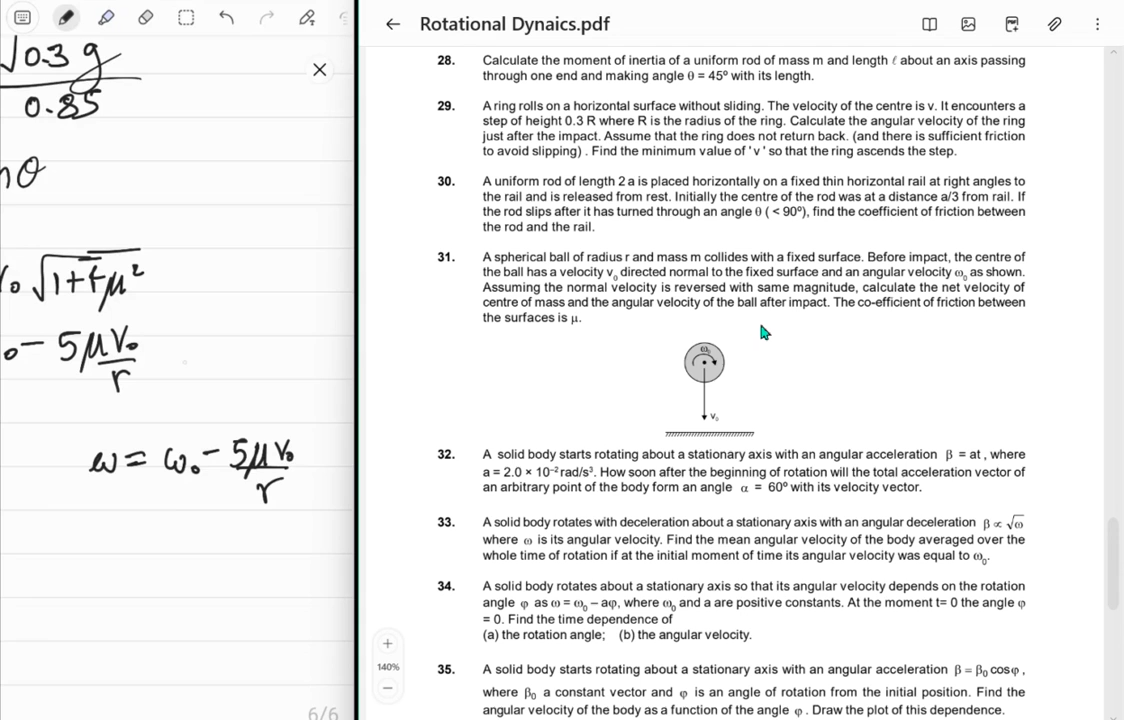 √0.3 g
0.85
θ
√1+4μ²
0 - 5μV₀
r
ω = ω₀ - 5μV₀
r
6/6
Rotational Dynaics.pdf
28. Calculate the moment of inertia of a uniform rod of mass m and length ℓ about an axis passing
through one end and making angle θ = 45º with its length.
29. A ring rolls on a horizontal surface without sliding. The velocity of the centre is v. It encounters a
step of height 0.3 R where R is the radius of the ring. Calculate the angular velocity of the ring
just after the impact. Assume that the ring does not return back. (and there is sufficient friction
to avoid slipping) . Find the minimum value of ' v ' so that the ring ascends the step.
30. A uniform rod of length 2 a is placed horizontally on a fixed thin horizontal rail at right angles to
the rail and is released from rest. Initially the centre of the rod was at a distance a/3 from rail. If
the rod slips after it has turned through an angle θ ( < 90º), find the coefficient of friction between
the rod and the rail.
31. A spherical ball of radius r and mass m collides with a fixed surface. Before impact, the centre of
the ball has a velocity v₀ directed normal to the fixed surface and an angular velocity ω₀ as shown.
Assuming the normal velocity is reversed with same magnitude, calculate the net velocity of
centre of mass and the angular velocity of the ball after impact. The co-efficient of friction between
the surfaces is μ.
ω₀
v₀
32. A solid body starts rotating about a stationary axis with an angular acceleration β = at , where
a = 2.0 × 10⁻² rad/s³. How soon after the beginning of rotation will the total acceleration vector of
an arbitrary point of the body form an angle α = 60º with its velocity vector.
33. A solid body rotates with deceleration about a stationary axis with an angular deceleration β ∝ √ω
where ω is its angular velocity. Find the mean angular velocity of the body averaged over the
whole time of rotation if at the initial moment of time its angular velocity was equal to ω₀.
34. A solid body rotates about a stationary axis so that its angular velocity depends on the rotation
angle φ as ω = ω₀ – aφ, where ω₀ and a are positive constants. At the moment t= 0 the angle φ
= 0. Find the time dependence of
(a) the rotation angle; (b) the angular velocity.
140%
35. A solid body starts rotating about a stationary axis with an angular acceleration β = β₀ cosφ ,
where β₀ a constant vector and φ is an angle of rotation from the initial position. Find the
angular velocity of the body as a function of the angle φ . Draw the plot of this dependence.